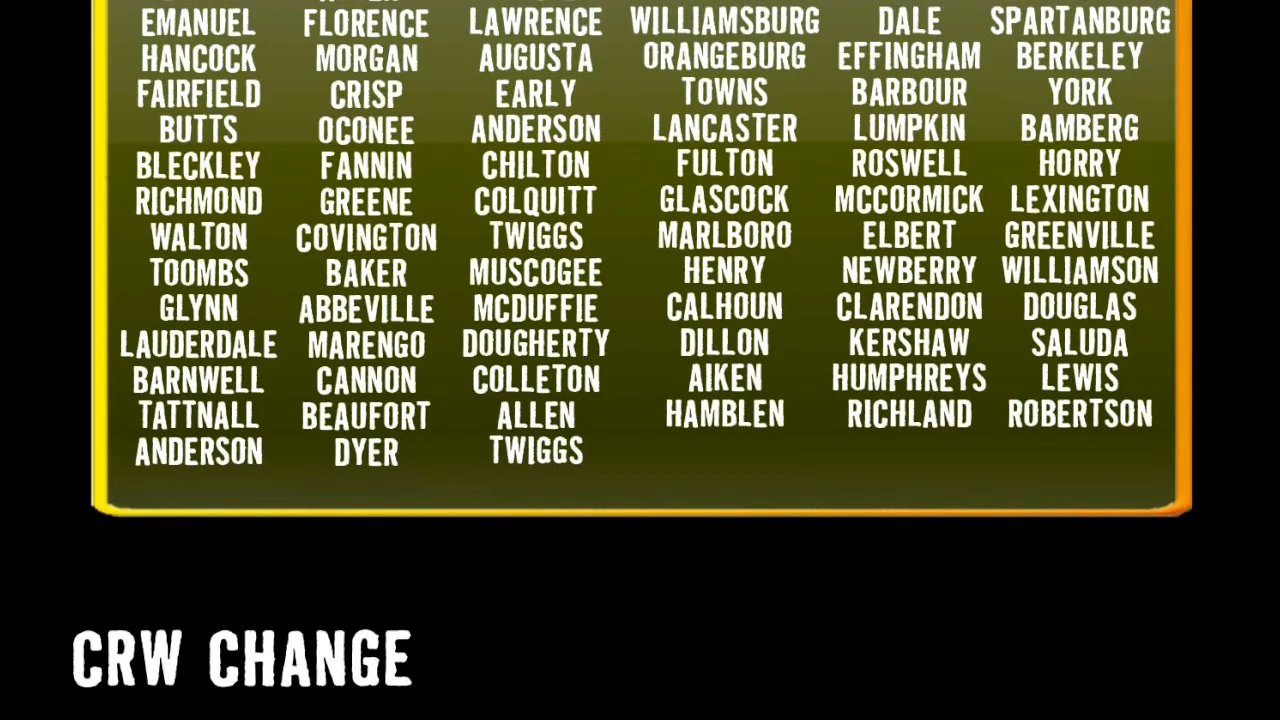 EMANUEL FLORENCE LAWRENCE WILLIAMSBURG DALE SPARTANBURG
HANCOCK MORGAN AUGUSTA ORANGEBURG EFFINGHAM BERKELEY
FAIRFIELD CRISP EARLY TOWNS BARBOUR YORK
BUTTS OCONEE ANDERSON LANCASTER LUMPKIN BAMBERG
BLECKLEY FANNIN CHILTON FULTON ROSWELL HORRY
RICHMOND GREENE COLQUITT GLASCOCK MCCORMICK LEXINGTON
WALTON COVINGTON TWIGGS MARLBORO ELBERT GREENVILLE
TOOMBS BAKER MUSCOGEE HENRY NEWBERRY WILLIAMSON
GLYNN ABBEVILLE MCDUFFIE CALHOUN CLARENDON DOUGLAS
LAUDERDALE MARENGO DOUGHERTY DILLON KERSHAW SALUDA
BARNWELL CANNON COLLETON AIKEN HUMPHREYS LEWIS
TATTNALL BEAUFORT ALLEN HAMBLEN RICHLAND ROBERTSON
ANDERSON DYER TWIGGS
CRW CHANGE